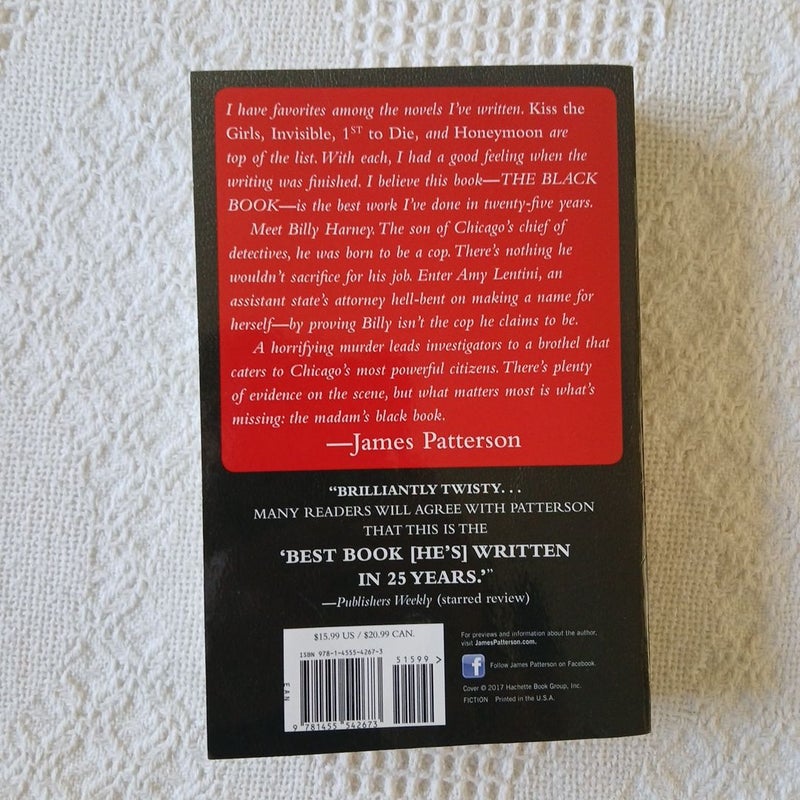 I have favorites among the novels I've written. Kiss the
Girls, Invisible, 1ST to Die, and Honeymoon are
top of the list. With each, I had a good feeling when the
writing was finished. I believe this book—THE BLACK
BOOK—is the best work I've done in twenty-five years.
Meet Billy Harney. The son of Chicago's chief of
detectives, he was born to be a cop. There's nothing he
wouldn't sacrifice for his job. Enter Amy Lentini, an
assistant state's attorney hell-bent on making a name for
herself—by proving Billy isn't the cop he claims to be.
A horrifying murder leads investigators to a brothel that
caters to Chicago's most powerful citizens. There's plenty
of evidence on the scene, but what matters most is what's
missing: the madam's black book.
—James Patterson
“BRILLIANTLY TWISTY. . .
MANY READERS WILL AGREE WITH PATTERSON
THAT THIS IS THE
‘BEST BOOK [HE'S] WRITTEN
IN 25 YEARS.’”
—Publishers Weekly (starred review)
$15.99 US / $20.99 CAN.
ISBN 978-1-4555-4267-3
51599 >
EAN
9 781455 542673
For previews and information about the author,
visit JamesPatterson.com.
f
Follow James Patterson on Facebook.
Cover © 2017 Hachette Book Group, Inc.
FICTION Printed in the U.S.A.